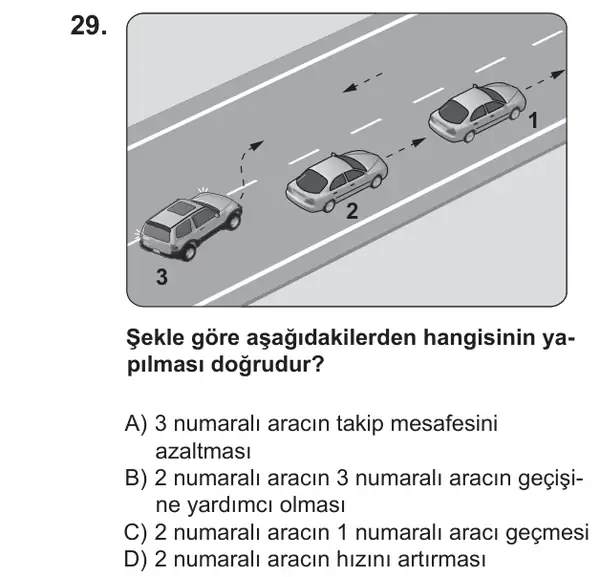 29.
1
2
3
Şekle göre aşağıdakilerden hangisinin ya-
pılması doğrudur?
A) 3 numaralı aracın takip mesafesini
azaltması
B) 2 numaralı aracın 3 numaralı aracın geçişi-
ne yardımcı olması
C) 2 numaralı aracın 1 numaralı aracı geçmesi
D) 2 numaralı aracın hızını artırması